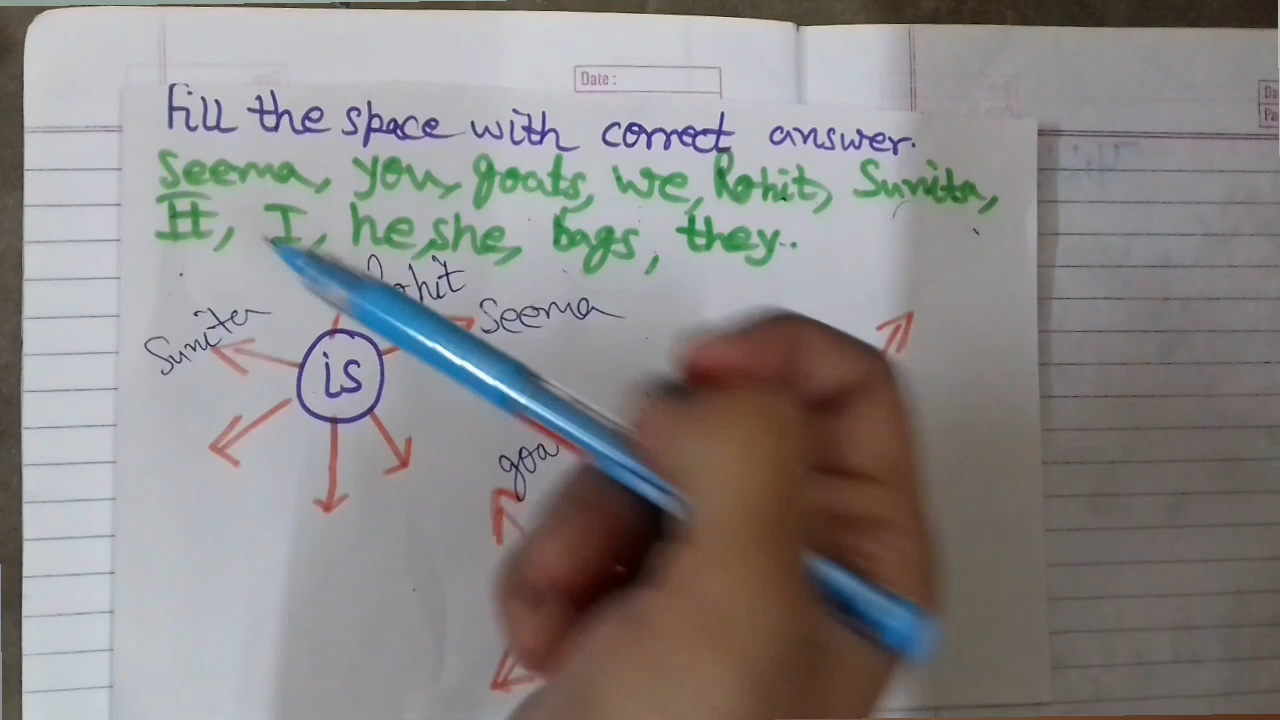 Date :
Fill the space with correct answer.
Seema, you, goats, we, Rohit, Sunita,
It, I, he, she, bags, they..
Sunita
Seema
is